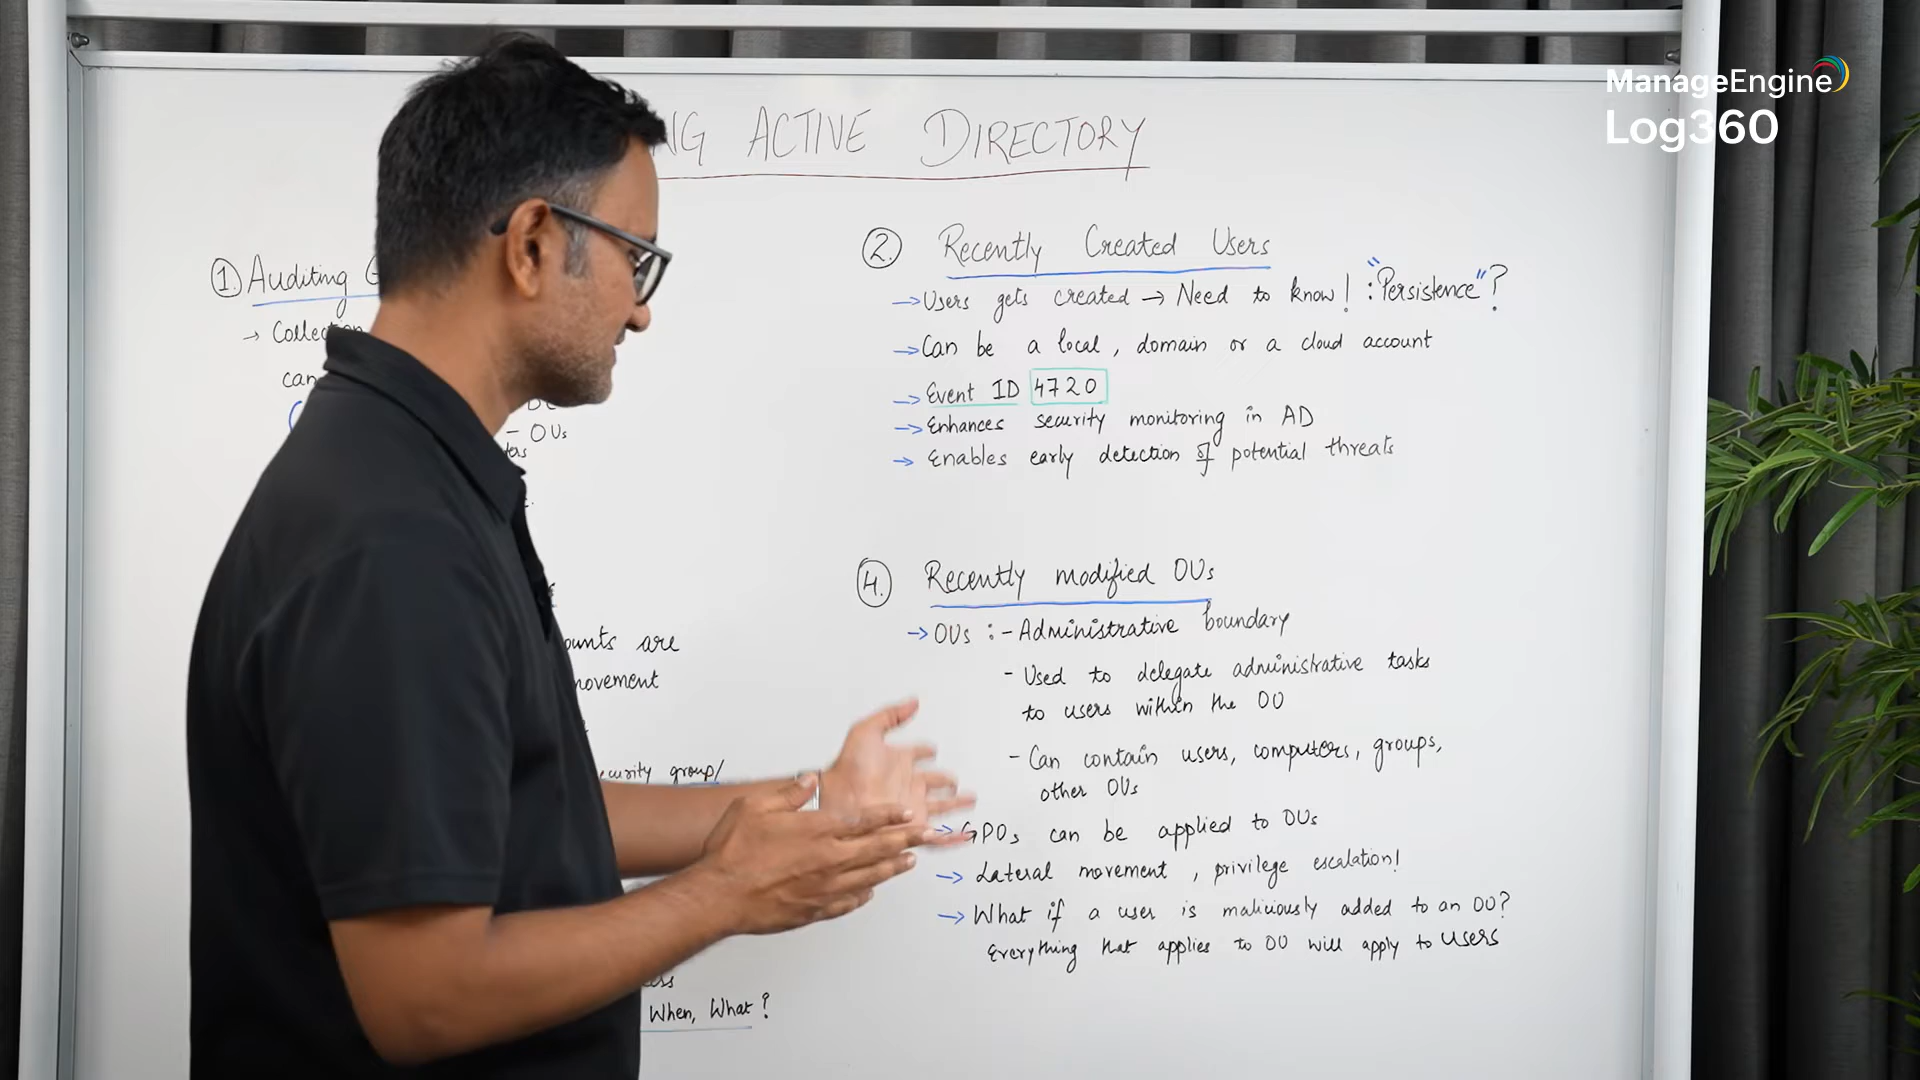 ManageEngine
Log360
NG ACTIVE DIRECTORY
1. Auditing
→ Collection
can
- OUs
2. Recently Created Users
→ Users gets created → Need to know! : "Persistence"?
→ Can be a local, domain or a cloud account
→ Event ID 4720
→ Enhances security monitoring in AD
→ Enables early detection of potential threats
ounts are
movement
ecurity group/
When, What?
4. Recently modified OUs
→ OUs :- Administrative boundary
- Used to delegate administrative tasks
to users within the OU
- Can contain users, computers, groups,
other OUs
→ GPOs can be applied to OUs
→ Lateral movement, privilege escalation!
→ What if a user is maliciously added to an OU?
Everything that applies to OU will apply to users